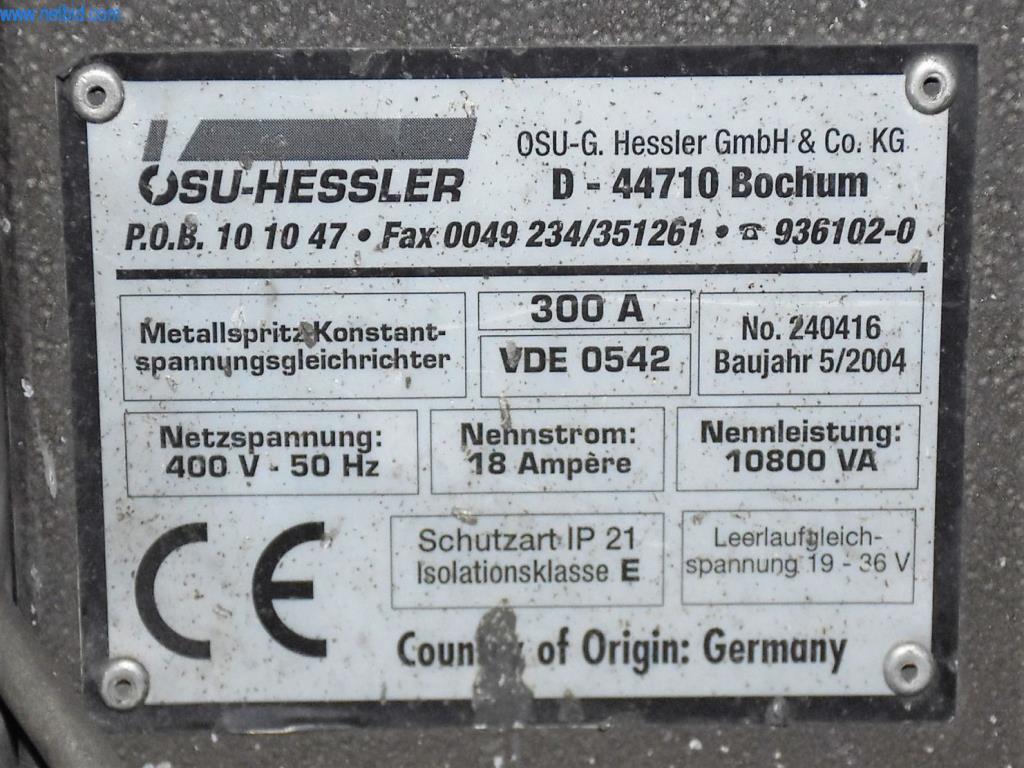 www.netbid.com
OSU-HESSLER
OSU-G. Hessler GmbH & Co. KG
D - 44710 Bochum
P.O.B. 10 10 47 • Fax 0049 234/351261 • ☎ 936102-0
Metallspritz-Konstant-
spannungsgleichrichter
300 A
VDE 0542
No. 240416
Baujahr 5/2004
Netzspannung:
400 V - 50 Hz
Nennstrom:
18 Ampère
Nennleistung:
10800 VA
CE
Schutzart IP 21
Isolationsklasse E
Leerlaufgleich-
spannung 19 - 36 V
Country of Origin: Germany